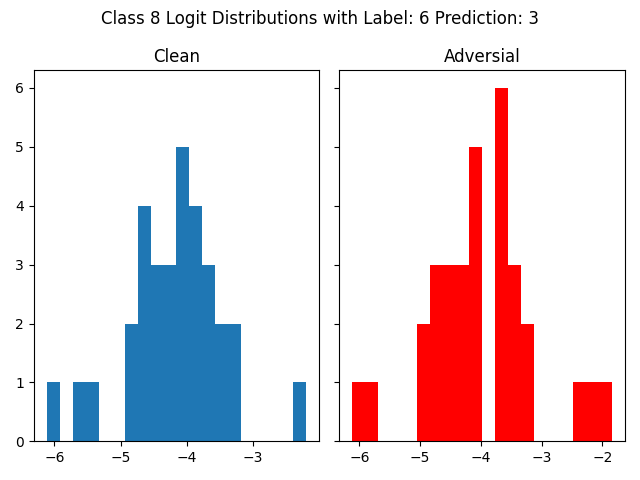 Class 8 Logit Distributions with Label: 6 Prediction: 3
Clean
Adversial
6
5
4
3
2
1
0
−6 −5 −4 −3
−6 −5 −4 −3 −2